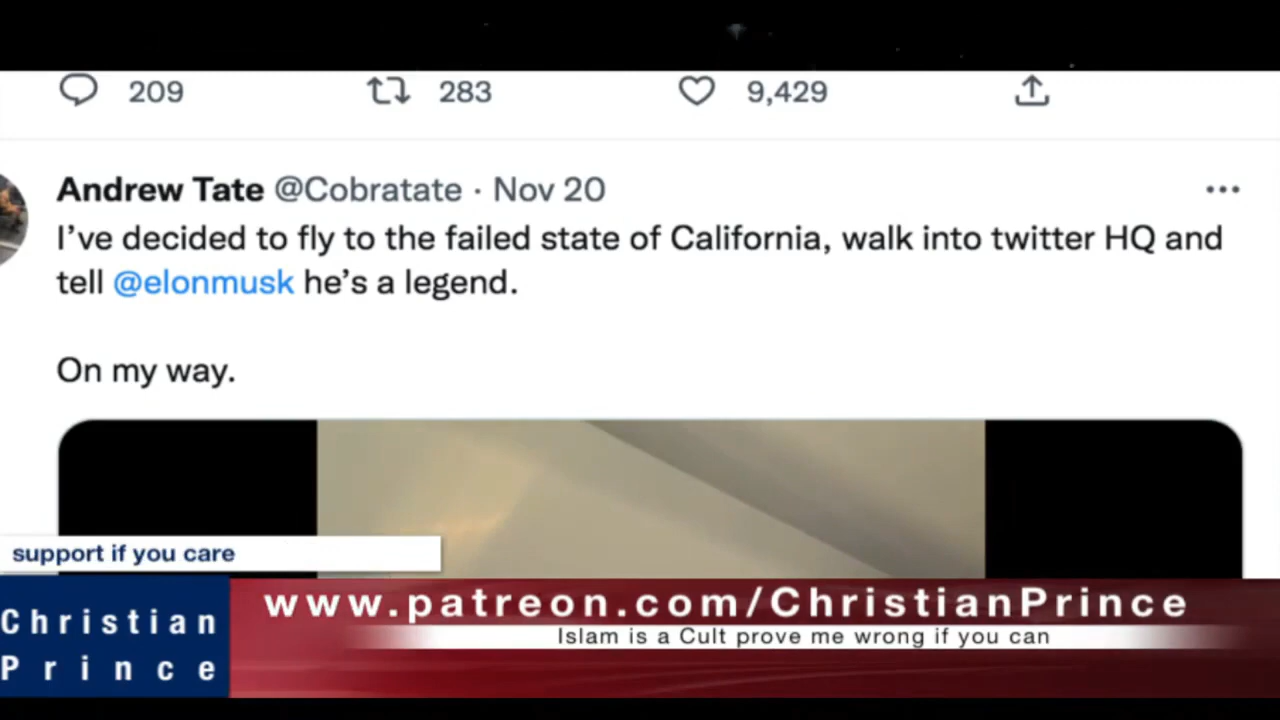 209 283 9,429
Andrew Tate @Cobratate · Nov 20
I’ve decided to fly to the failed state of California, walk into twitter HQ and
tell @elonmusk he’s a legend.
On my way.
support if you care
Christian
Prince
www.patreon.com/ChristianPrince
Islam is a Cult prove me wrong if you can